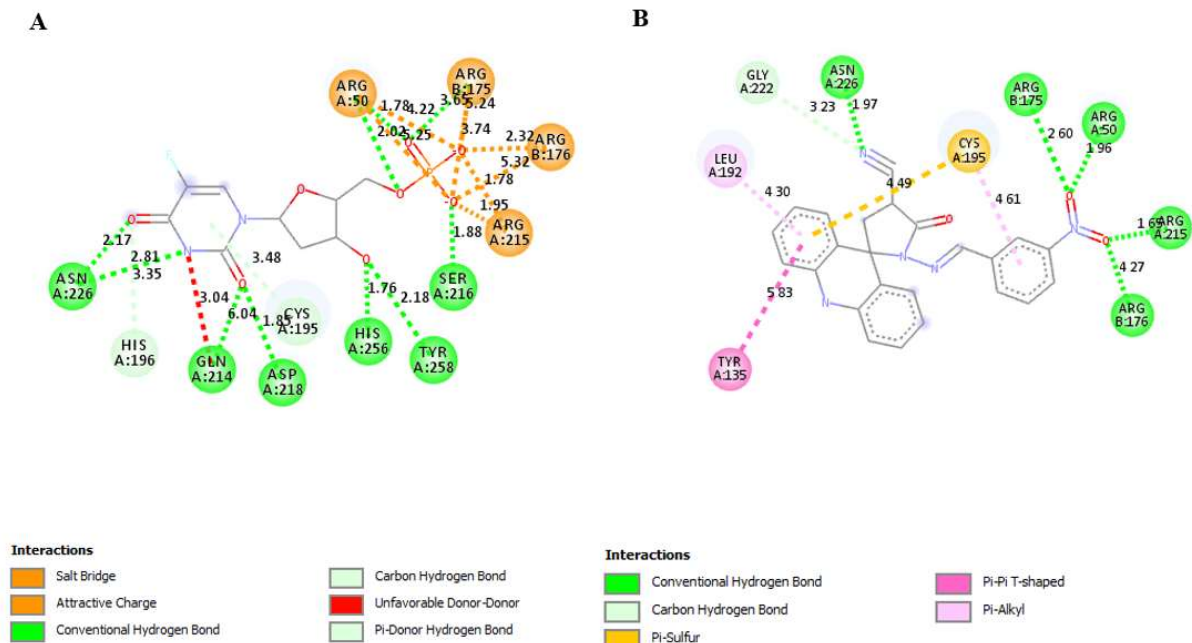 A
B
ARG
A:50
ARG
B:175
ARG
B:176
ARG
A:215
SER
A:216
TYR
A:258
HIS
A:256
CYS
A:195
ASP
A:218
GLN
A:214
HIS
A:196
ASN
A:226
1.78
4.22
3.65
5.24
2.02
5.25
3.74
2.32
5.32
1.78
1.95
1.88
2.17
2.81
3.35
3.48
3.04
6.04
1.85
1.76
2.18
O
O
O
O
O
O
N
N
GLY
A:222
ASN
A:226
ARG
B:175
ARG
A:50
CYS
A:195
LEU
A:192
ARG
A:215
ARG
B:176
TYR
A:135
3 23
1 97
2 60
1 96
4 49
4 30
4 61
1 65
4 27
5 83
N
O
N
N
N
N
O
O
Interactions
Salt Bridge
Attractive Charge
Conventional Hydrogen Bond
Carbon Hydrogen Bond
Unfavorable Donor-Donor
Pi-Donor Hydrogen Bond
Interactions
Conventional Hydrogen Bond
Carbon Hydrogen Bond
Pi-Sulfur
Pi-Pi T-shaped
Pi-Alkyl